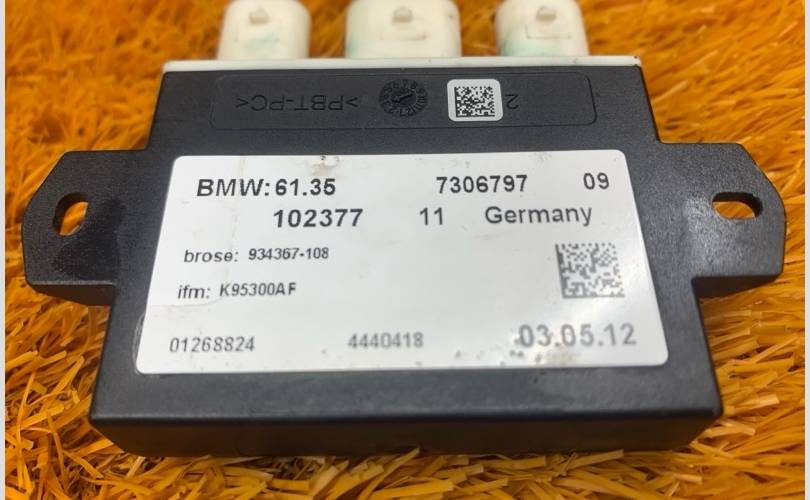 >PBT-PC< 2
BMW: 61.35 7306797 09
102377 11 Germany
brose: 934367-108
ifm: K95300AF
01268824 4440418 03.05.12